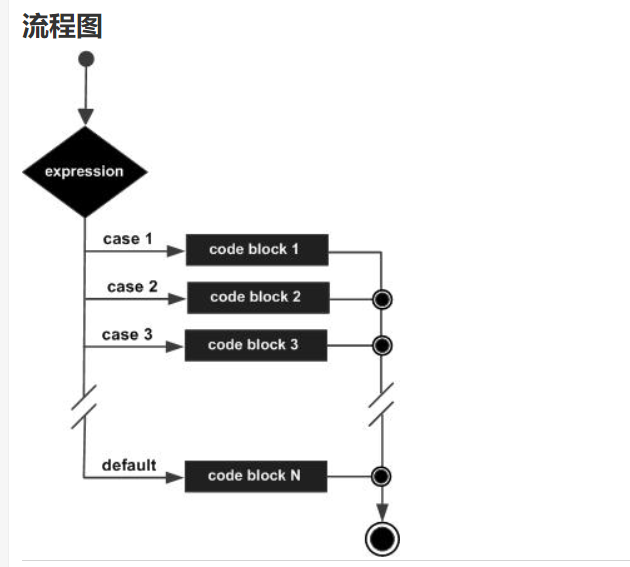 流程图
expression
case 1
code block 1
case 2
code block 2
case 3
code block 3
default
code block N